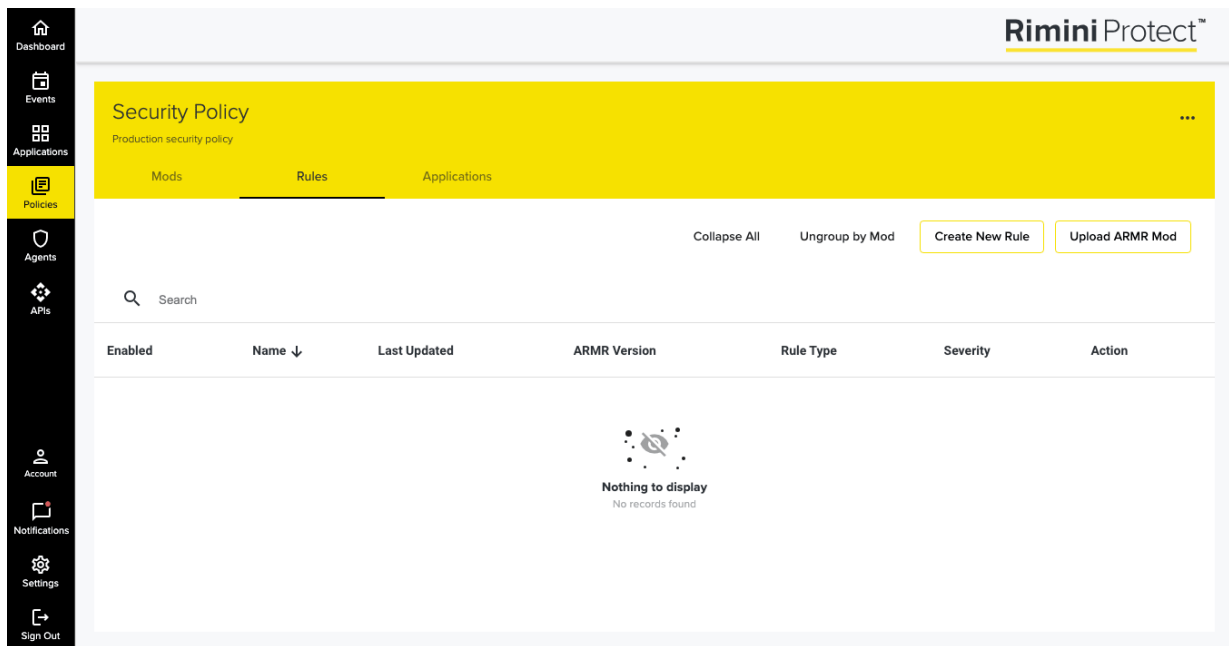 Dashboard
Events
Applications
Policies
Agents
APIs
Account
Notifications
Settings
Sign Out
Rimini Protect™
Security Policy
Production security policy
Mods Rules Applications
Collapse All Ungroup by Mod Create New Rule Upload ARMR Mod
Search
Enabled Name Last Updated ARMR Version Rule Type Severity Action
Nothing to display
No records found